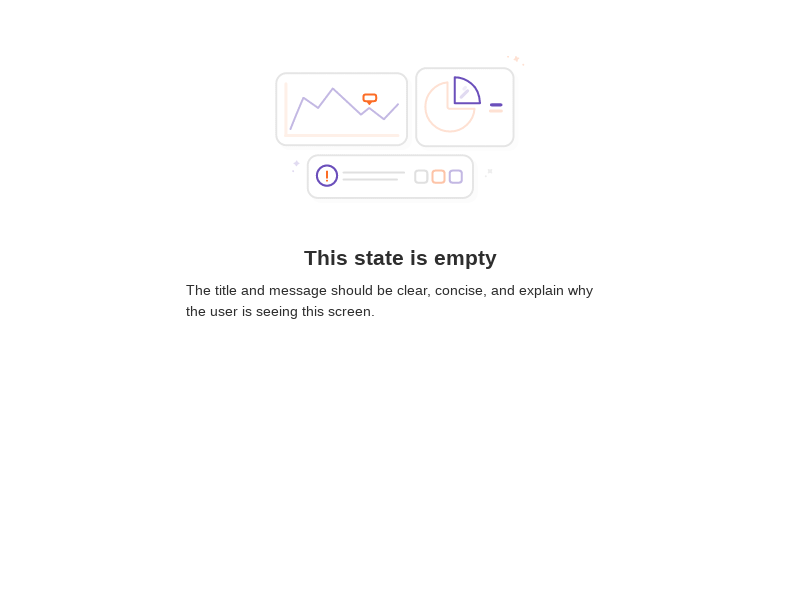 This state is empty
The title and message should be clear, concise, and explain why
the user is seeing this screen.